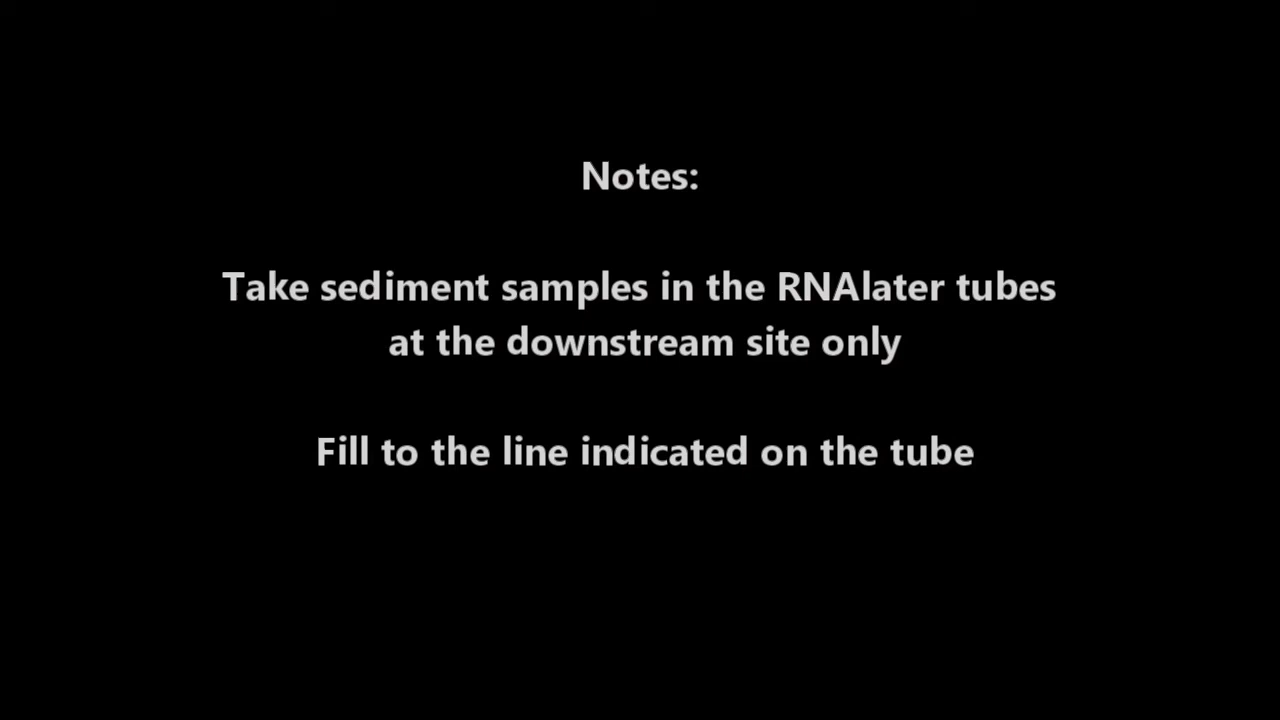 Notes:
Take sediment samples in the RNAlater tubes
at the downstream site only
Fill to the line indicated on the tube